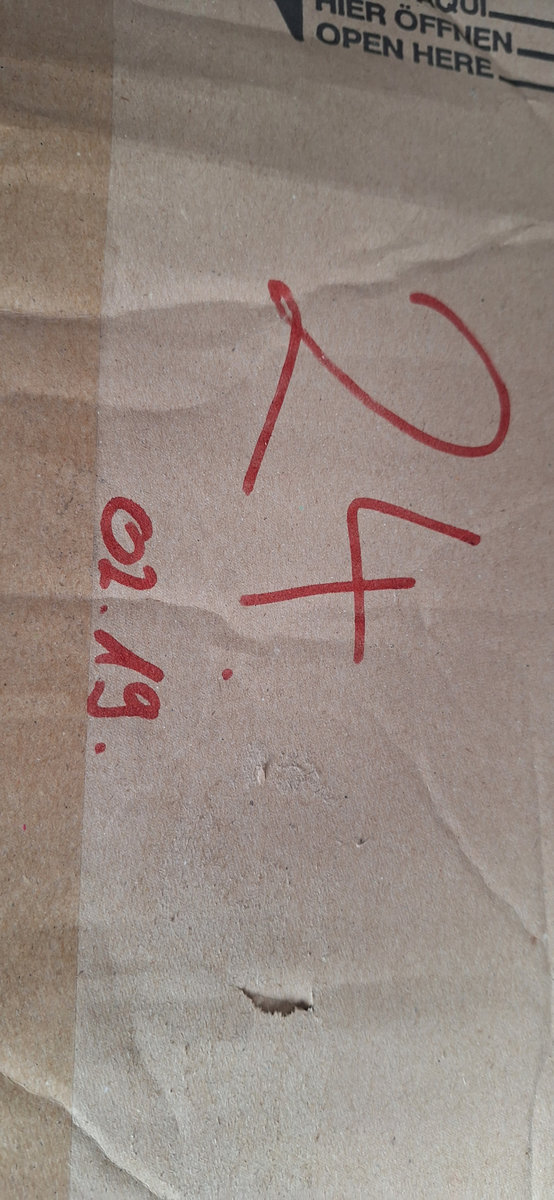 AQUI
HIER ÖFFNEN
OPEN HERE
24.
02.19.